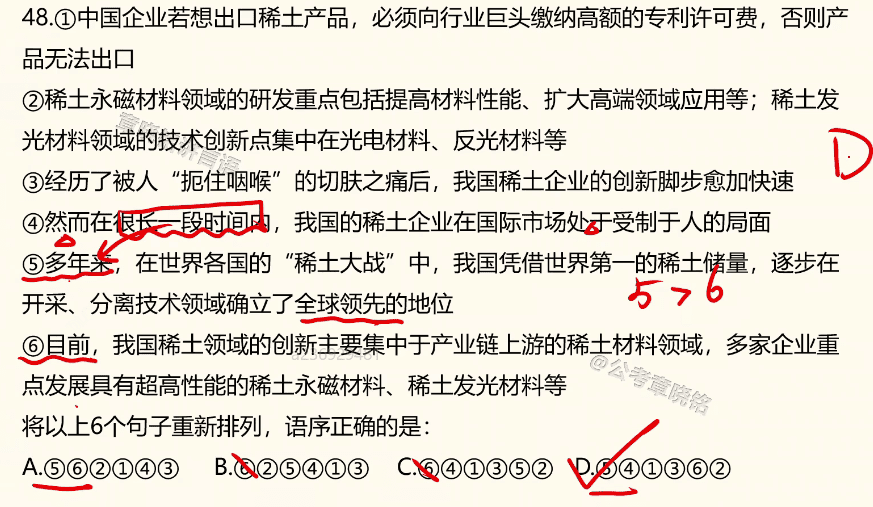 48.①中国企业若想出口稀土产品，必须向行业巨头缴纳高额的专利许可费，否则产
品无法出口
②稀土永磁材料领域的研发重点包括提高材料性能、扩大高端领域应用等；稀土发
光材料领域的技术创新点集中在光电材料、反光材料等
③经历了被人“扼住咽喉”的切肤之痛后，我国稀土企业的创新脚步愈加快速
D
④然而在很长一段时间内，我国的稀土企业在国际市场处于受制于人的局面
⑤多年来，在世界各国的“稀土大战”中，我国凭借世界第一的稀土储量，逐步在
开采、分离技术领域确立了全球领先的地位
5>6
⑥目前，我国稀土领域的创新主要集中于产业链上游的稀土材料领域，多家企业重
点发展具有超高性能的稀土永磁材料、稀土发光材料等
@公考章晓铭
将以上6个句子重新排列，语序正确的是：
A.⑤⑥②①④③ B.⑥②⑤④①③ C.⑥④①③⑤② D.⑤④①③⑥②